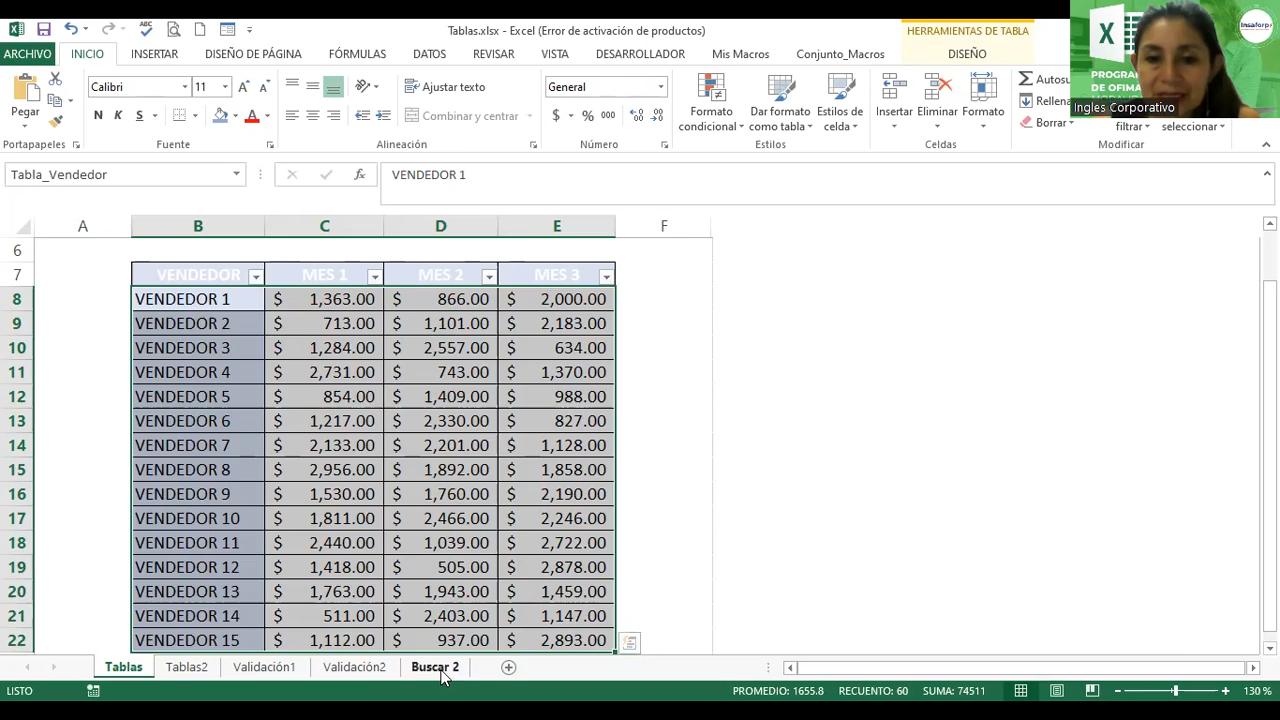 Tablas.xlsx - Excel (Error de activación de productos)
HERRAMIENTAS DE TABLA
ARCHIVO INICIO INSERTAR DISEÑO DE PÁGINA FÓRMULAS DATOS REVISAR VISTA DESARROLLADOR Mis Macros Conjunto_Macros DISEÑO
Insaforp
PROGRAM
DE OFIMA
Ingles Corporativo
Pegar
Calibri 11
N K S
Ajustar texto
Combinar y centrar
General
$ % 000
Formato condicional
Dar formato como tabla
Estilos de celda
Insertar
Eliminar
Formato
Autosu
Rellena
Borrar
filtrar
seleccionar
Portapapeles Fuente Alineación Número Estilos Celdas Modificar
Tabla_Vendedor fx VENDEDOR 1
A B C D E F
6
7 VENDEDOR MES 1 MES 2 MES 3
8 VENDEDOR 1 $ 1,363.00 $ 866.00 $ 2,000.00
9 VENDEDOR 2 $ 713.00 $ 1,101.00 $ 2,183.00
10 VENDEDOR 3 $ 1,284.00 $ 2,557.00 $ 634.00
11 VENDEDOR 4 $ 2,731.00 $ 743.00 $ 1,370.00
12 VENDEDOR 5 $ 854.00 $ 1,409.00 $ 988.00
13 VENDEDOR 6 $ 1,217.00 $ 2,330.00 $ 827.00
14 VENDEDOR 7 $ 2,133.00 $ 2,201.00 $ 1,128.00
15 VENDEDOR 8 $ 2,956.00 $ 1,892.00 $ 1,858.00
16 VENDEDOR 9 $ 1,530.00 $ 1,760.00 $ 2,190.00
17 VENDEDOR 10 $ 1,811.00 $ 2,466.00 $ 2,246.00
18 VENDEDOR 11 $ 2,440.00 $ 1,039.00 $ 2,722.00
19 VENDEDOR 12 $ 1,418.00 $ 505.00 $ 2,878.00
20 VENDEDOR 13 $ 1,763.00 $ 1,943.00 $ 1,459.00
21 VENDEDOR 14 $ 511.00 $ 2,403.00 $ 1,147.00
22 VENDEDOR 15 $ 1,112.00 $ 937.00 $ 2,893.00
Tablas Tablas2 Validación1 Validación2 Buscar 2
LISTO PROMEDIO: 1655.8 RECUENTO: 60 SUMA: 74511 130 %